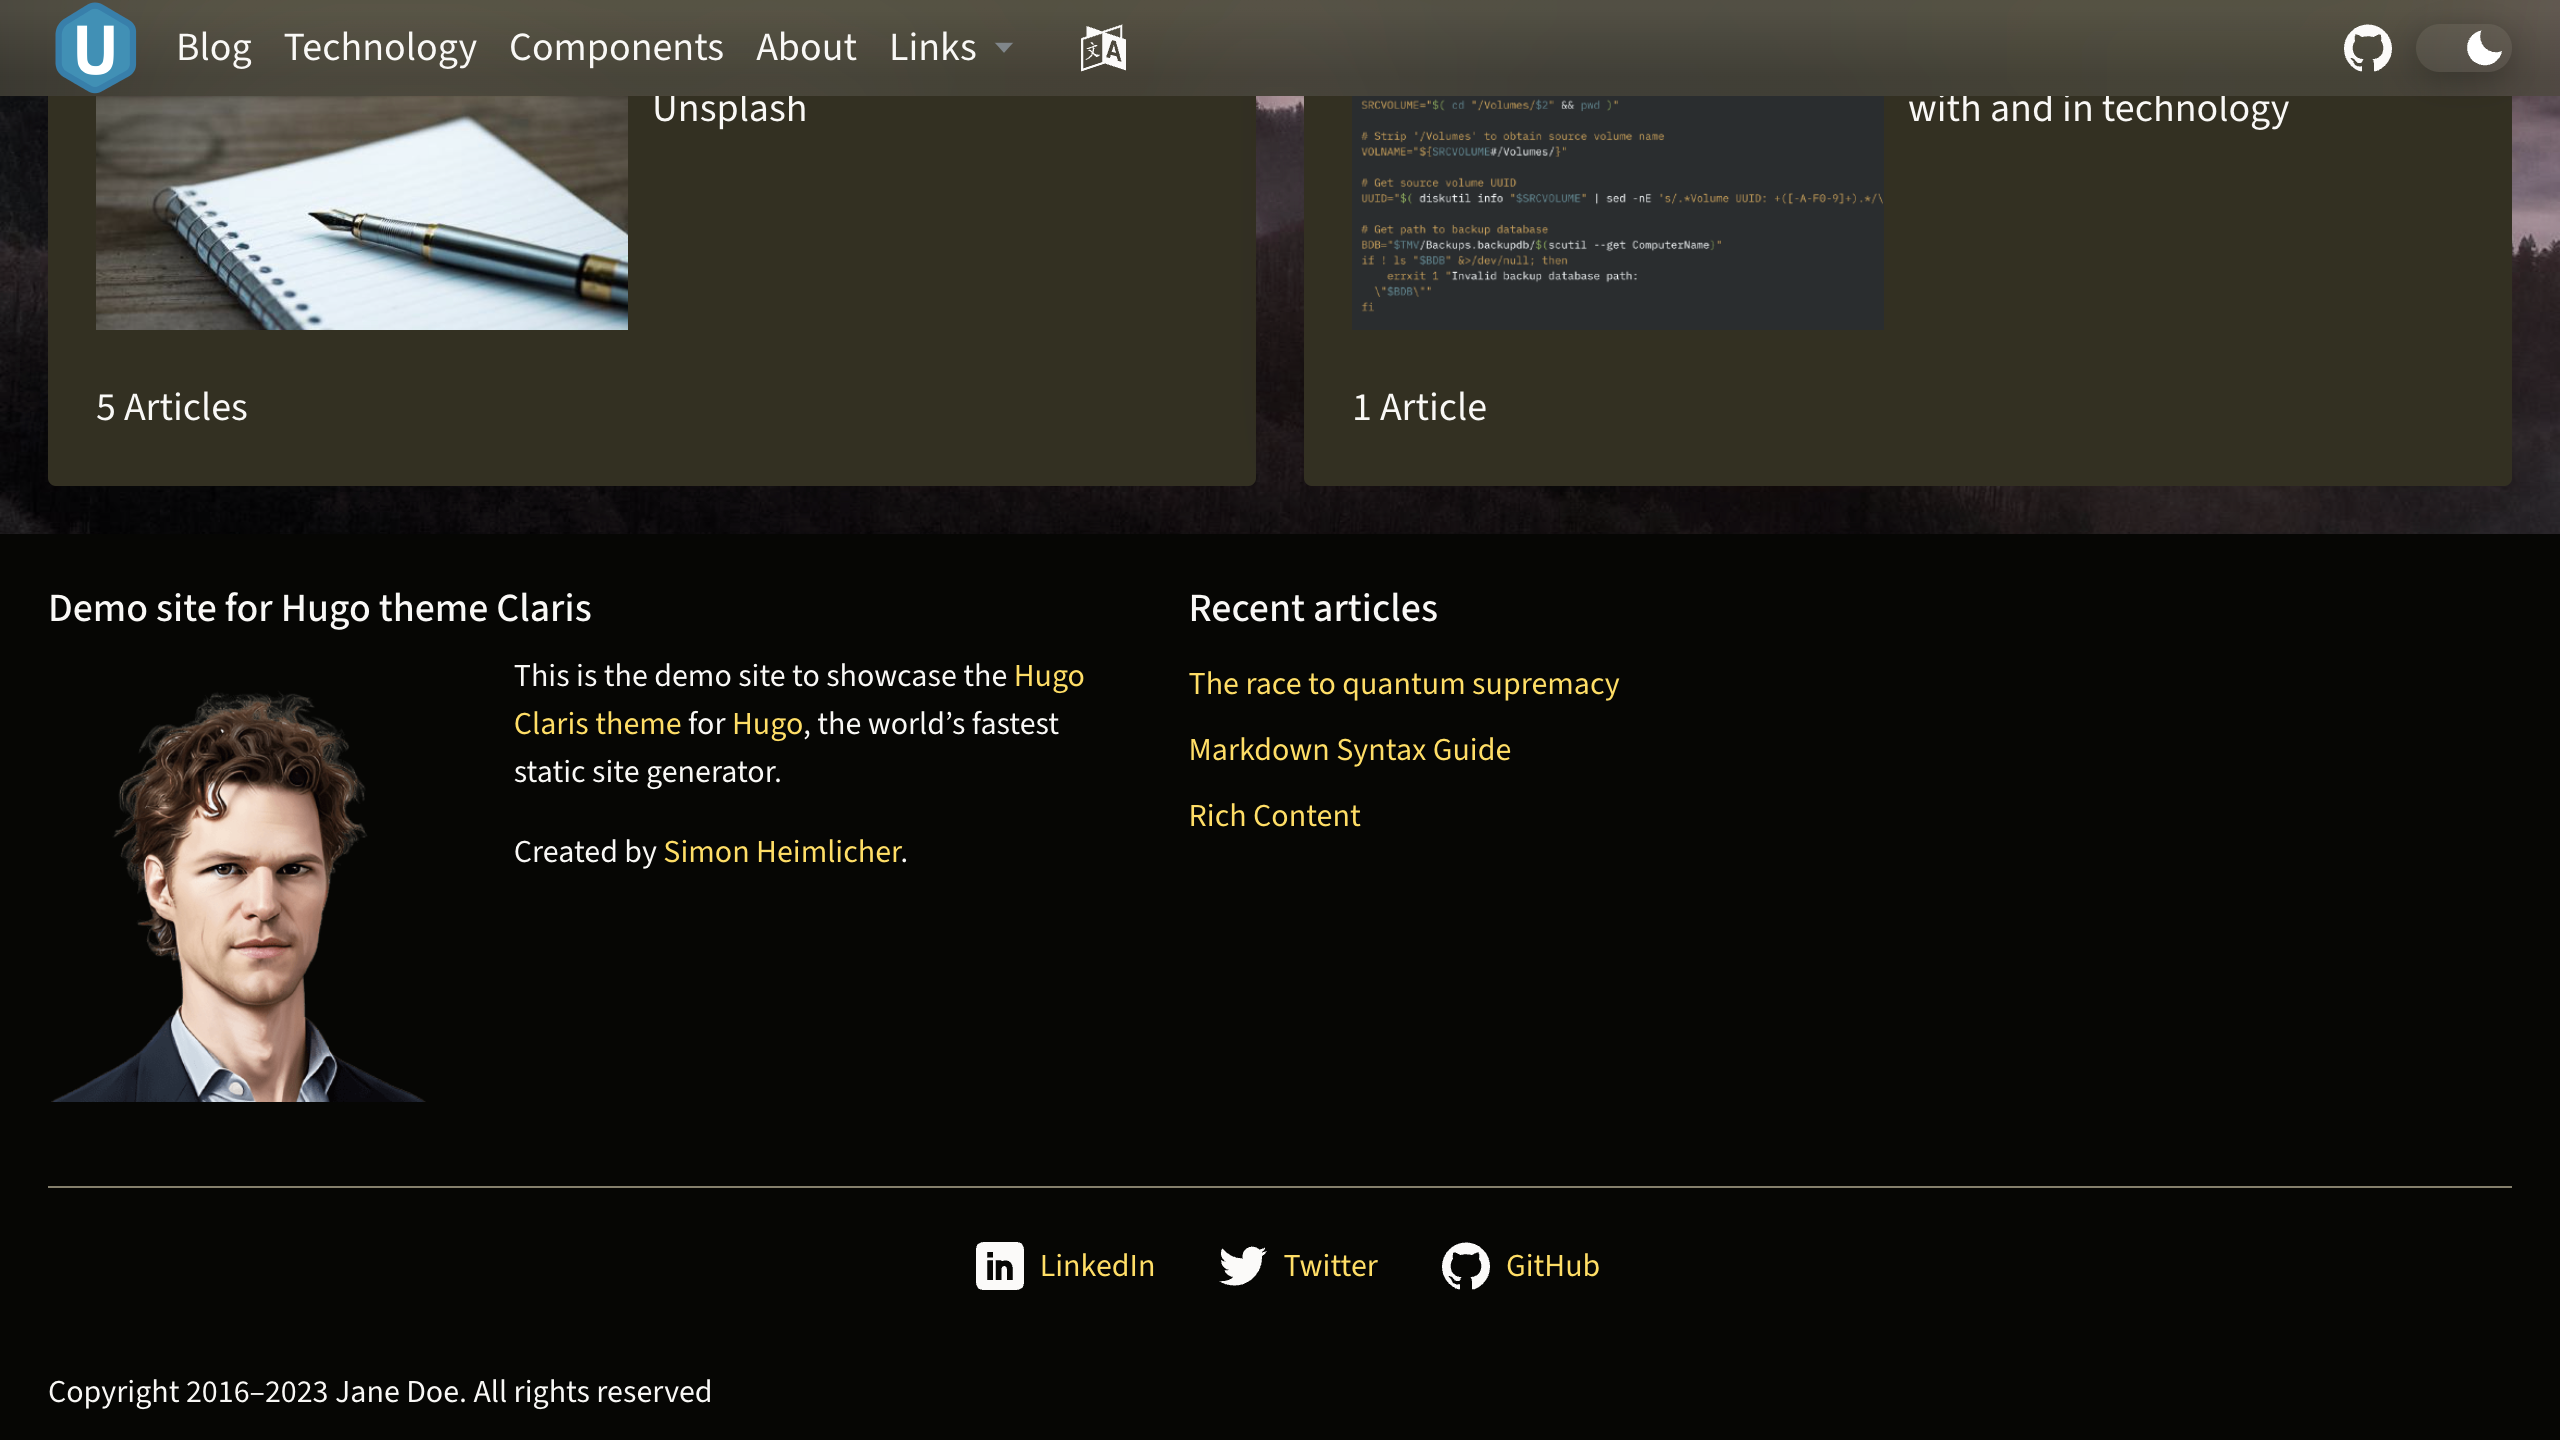 U Blog Technology Components About Links
Unsplash
SRCVOLUME="$( cd "/Volumes/$2" && pwd )"
# Strip '/Volumes' to obtain source volume name
VOLNAME="${SRCVOLUME#/Volumes/}"
# Get source volume UUID
UUID="$( diskutil info "$SRCVOLUME" | sed -nE 's/.*Volume UUID: +([-A-F0-9]+).*/\
# Get path to backup database
BDB="$TMV/Backups.backupdb/$(scutil --get ComputerName)"
if ! ls "$BDB" &>/dev/null; then
errxit 1 "Invalid backup database path:
\"$BDB\""
fi
with and in technology
5 Articles
1 Article
Demo site for Hugo theme Claris
This is the demo site to showcase the Hugo
Claris theme for Hugo, the world’s fastest
static site generator.
Created by Simon Heimlicher.
Recent articles
The race to quantum supremacy
Markdown Syntax Guide
Rich Content
LinkedIn Twitter GitHub
Copyright 2016–2023 Jane Doe. All rights reserved